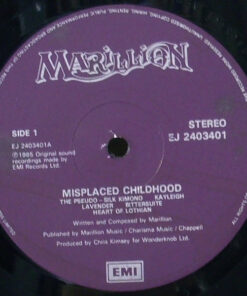 MARILLION
SIDE 1
STEREO
EJ 2403401A
EJ 2403401
℗1985 Original sound
recordings made by
EMI Records Ltd.
MISPLACED CHILDHOOD
THE PSEUDO-SILK KIMONO KAYLEIGH
LAVENDER BITTERSUITE
HEART OF LOTHIAN
Written and Composed by Marillion
Published by Marillion Music / Charisma Music / Chappell
Produced by Chris Kimsey for Wanderknob Ltd.
EMI